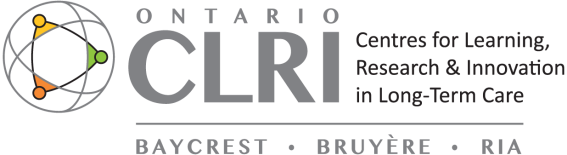 ONTARIO
CLRI
Centres for Learning,
Research & Innovation
in Long-Term Care
BAYCREST • BRUYÈRE • RIA